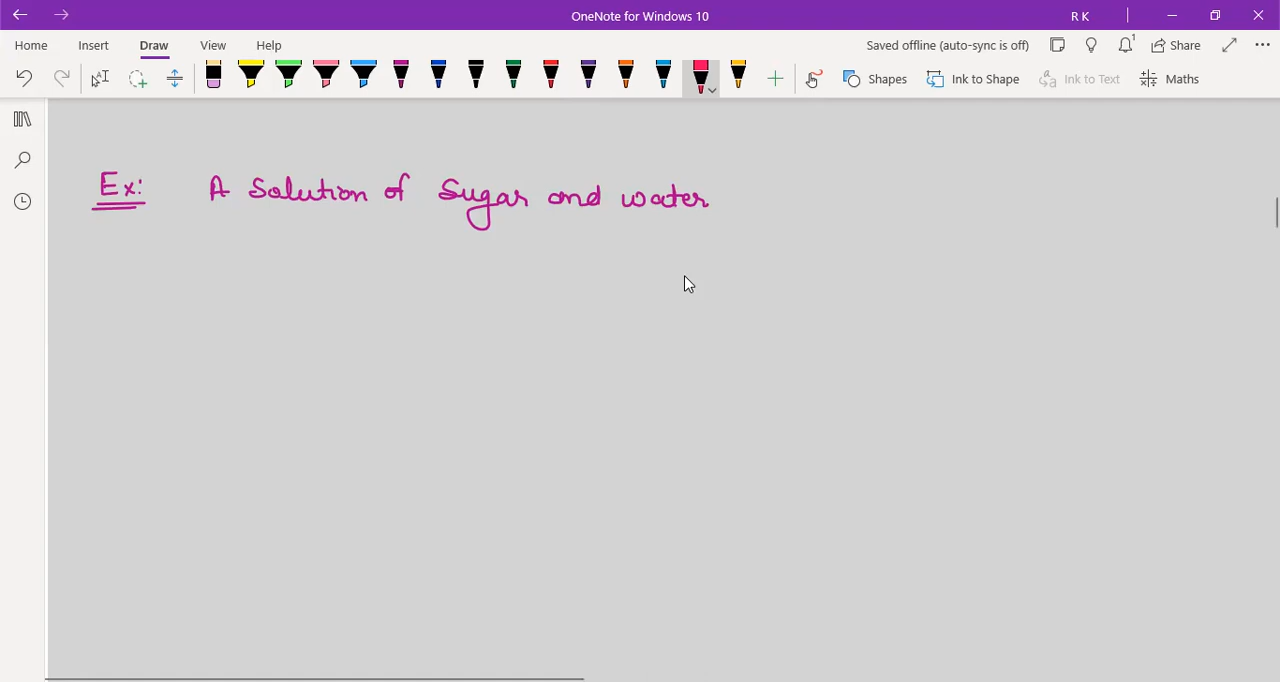 OneNote for Windows 10
R K
Home Insert Draw View Help
Saved offline (auto-sync is off)
1
Share
Shapes
Ink to Shape
Ink to Text
Maths
Ex: A Solution of Sugar and water